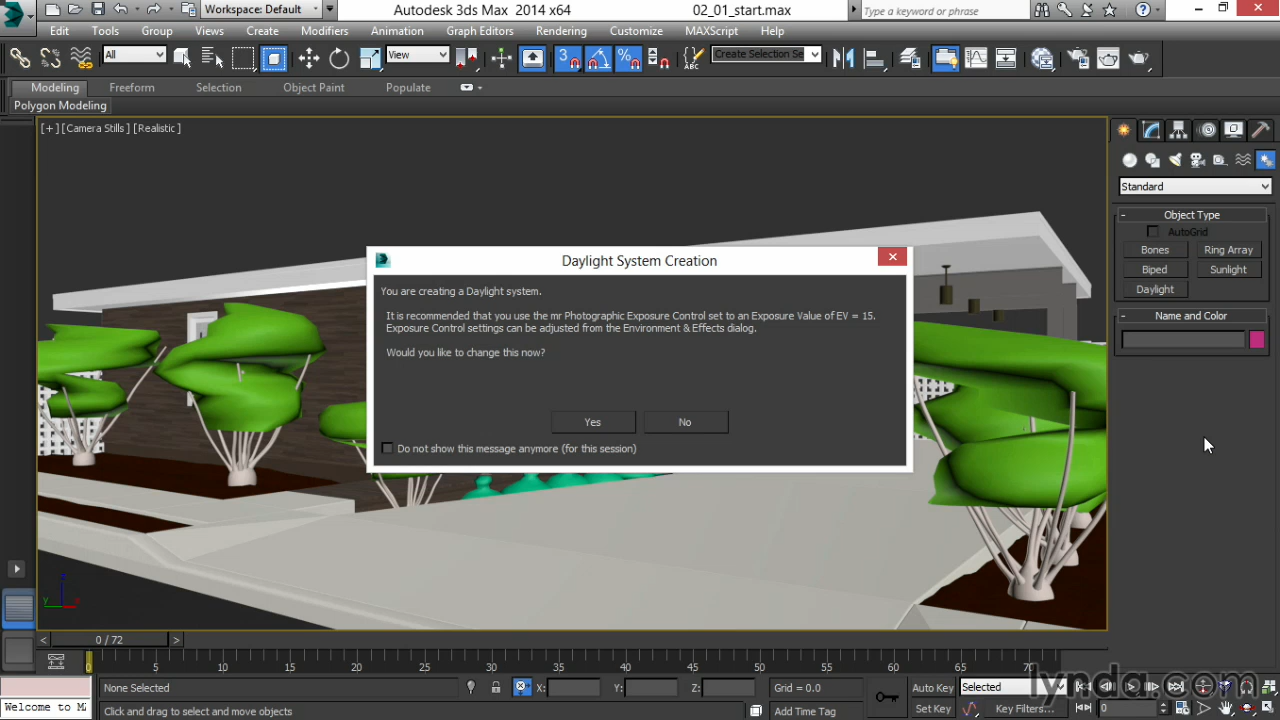 Workspace: Default
Autodesk 3ds Max 2014 x64
02_01_start.max
Type a keyword or phrase
Edit Tools Group Views Create Modifiers Animation Graph Editors Rendering Customize MAXScript Help
All
View
3
%
ABC
Create Selection Se
Modeling Freeform Selection Object Paint Populate
Polygon Modeling
[+] [Camera Stills] [Realistic]
Standard
- Object Type
AutoGrid
Bones Ring Array
Biped Sunlight
Daylight
- Name and Color
Daylight System Creation
You are creating a Daylight system.
It is recommended that you use the mr Photographic Exposure Control set to an Exposure Value of EV = 15.
Exposure Control settings can be adjusted from the Environment & Effects dialog.
Would you like to change this now?
Yes No
Do not show this message anymore (for this session)
z
y x
< 0 / 72 >
0 5 10 15 20 25 30 35 40 45 50 55 60 65 70
lynda.com
None Selected X: Y: Z: Grid = 0.0 Auto Key Selected
Welcome to MA Click and drag to select and move objects Add Time Tag Set Key Key Filters... 0